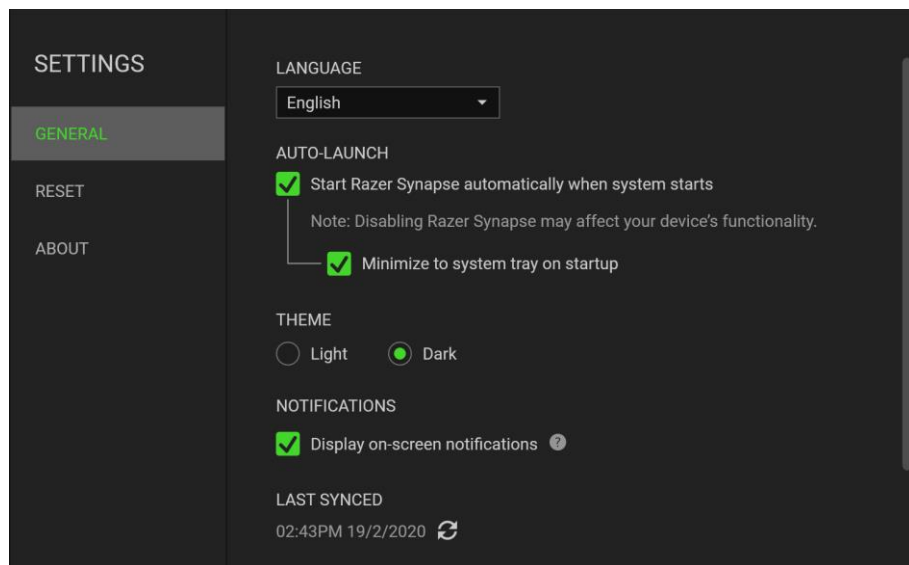 SETTINGS
GENERAL
RESET
ABOUT
LANGUAGE
English
AUTO-LAUNCH
Start Razer Synapse automatically when system starts
Note: Disabling Razer Synapse may affect your device’s functionality.
Minimize to system tray on startup
THEME
Light Dark
NOTIFICATIONS
Display on-screen notifications ?
LAST SYNCED
02:43PM 19/2/2020